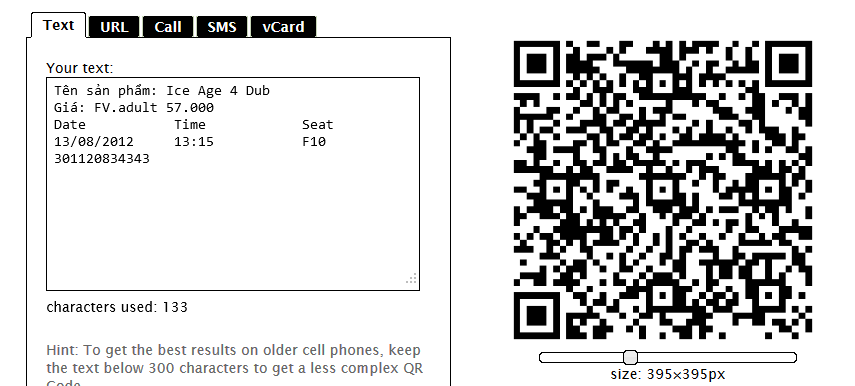 Text URL Call SMS vCard
Your text:
Tên sản phẩm: Ice Age 4 Dub
Giá: FV.adult 57.000
Date Time Seat
13/08/2012 13:15 F10
301120834343
characters used: 133
Hint: To get the best results on older cell phones, keep
the text below 300 characters to get a less complex QR
Code.
size: 395×395px